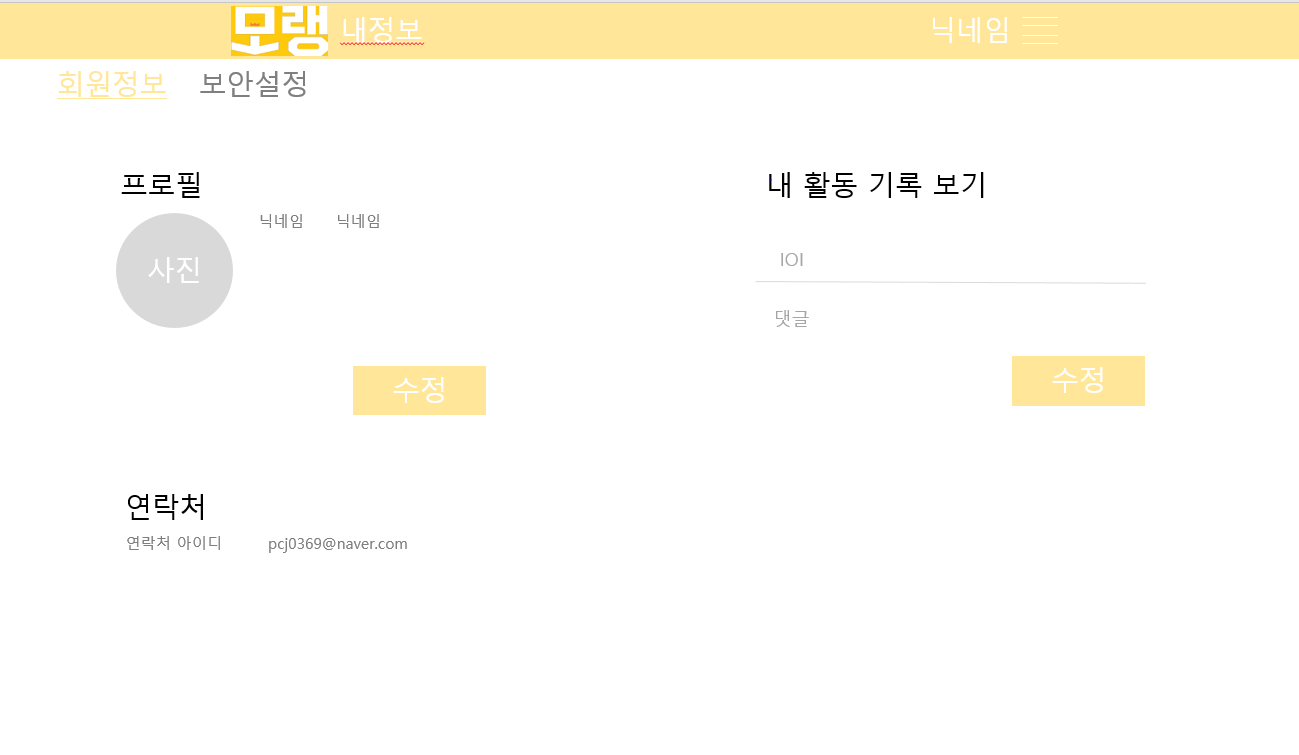 모랭 내정보 닉네임
회원정보 보안설정
프로필
사진
닉네임 닉네임
수정
내 활동 기록 보기
IOI
댓글
수정
연락처
연락처 아이디 pcj0369@naver.com